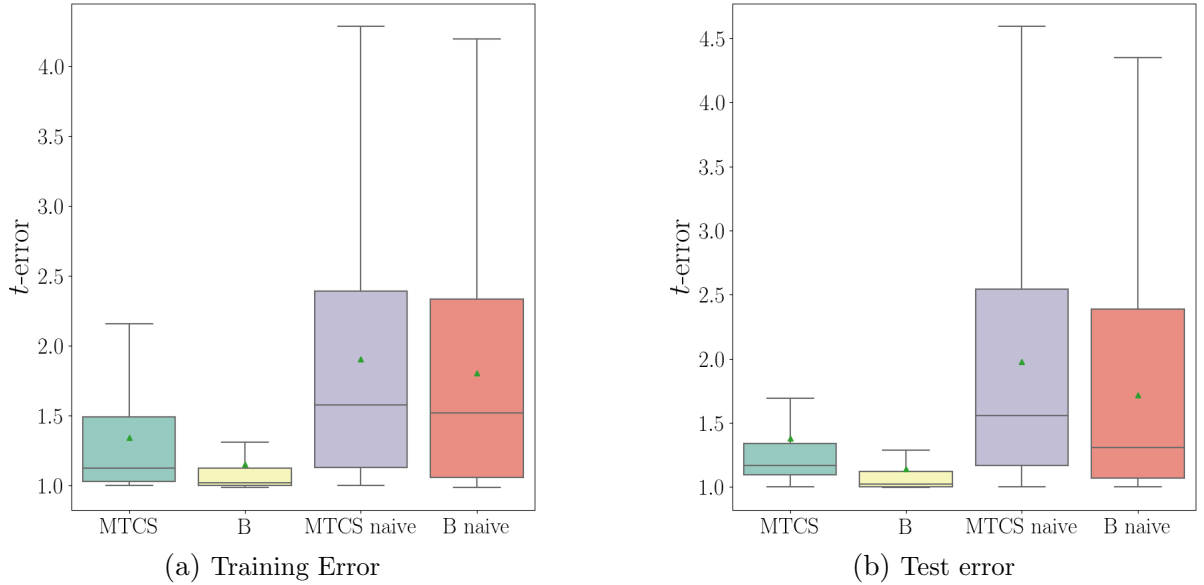 4.0
3.5
3.0
2.5
2.0
1.5
1.0
t-error
MTCS
B
MTCS naive
B naive
(a) Training Error
4.5
4.0
3.5
3.0
2.5
2.0
1.5
1.0
t-error
MTCS
B
MTCS naive
B naive
(b) Test error